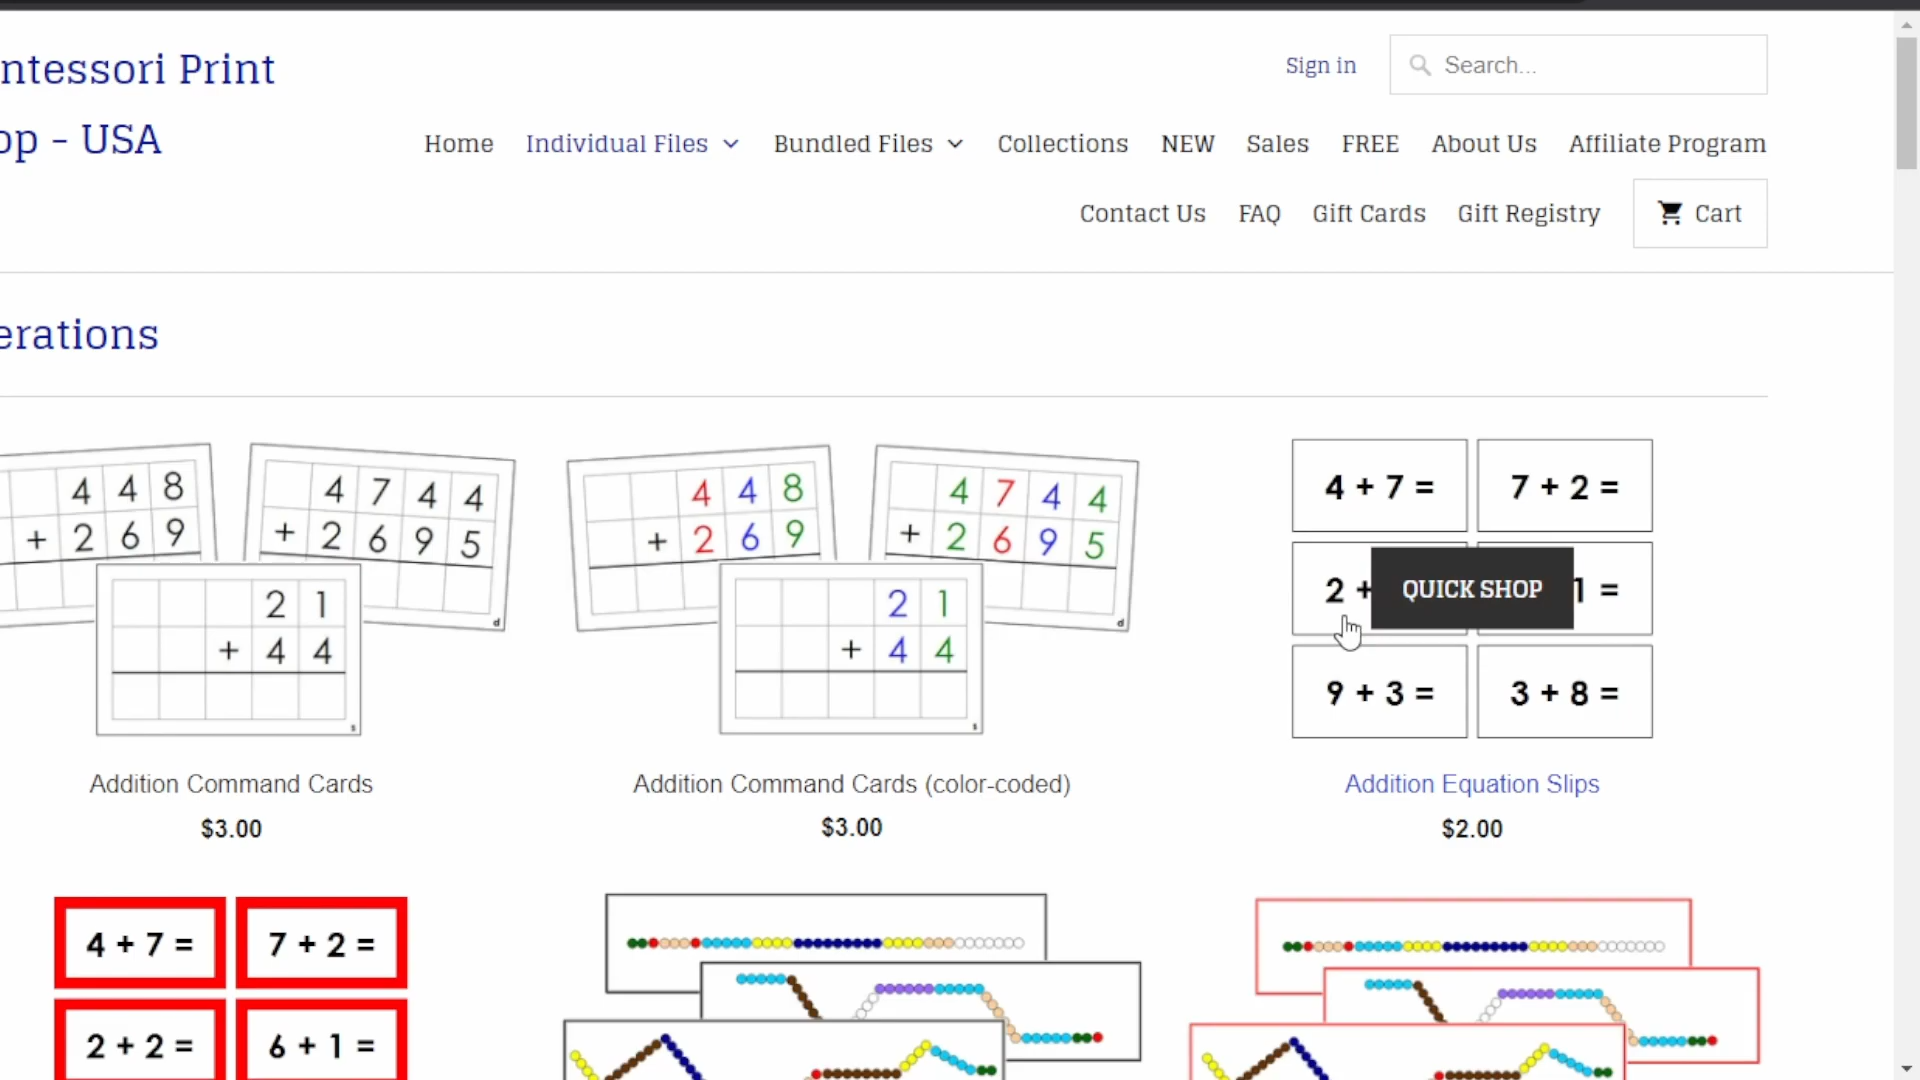 ntessori Print
op - USA
Sign in
Search...
Home Individual Files Bundled Files Collections NEW Sales FREE About Us Affiliate Program
Contact Us FAQ Gift Cards Gift Registry Cart
erations
4 4 8
+ 2 6 9
4 7 4 4
+ 2 6 9 5
d
2 1
+ 4 4
s
4 4 8
+ 2 6 9
4 7 4 4
+ 2 6 9 5
d
2 1
+ 4 4
s
4 + 7 =
7 + 2 =
2 +
QUICK SHOP
1 =
9 + 3 =
3 + 8 =
Addition Command Cards
$3.00
Addition Command Cards (color-coded)
$3.00
Addition Equation Slips
$2.00
4 + 7 =
7 + 2 =
2 + 2 =
6 + 1 =